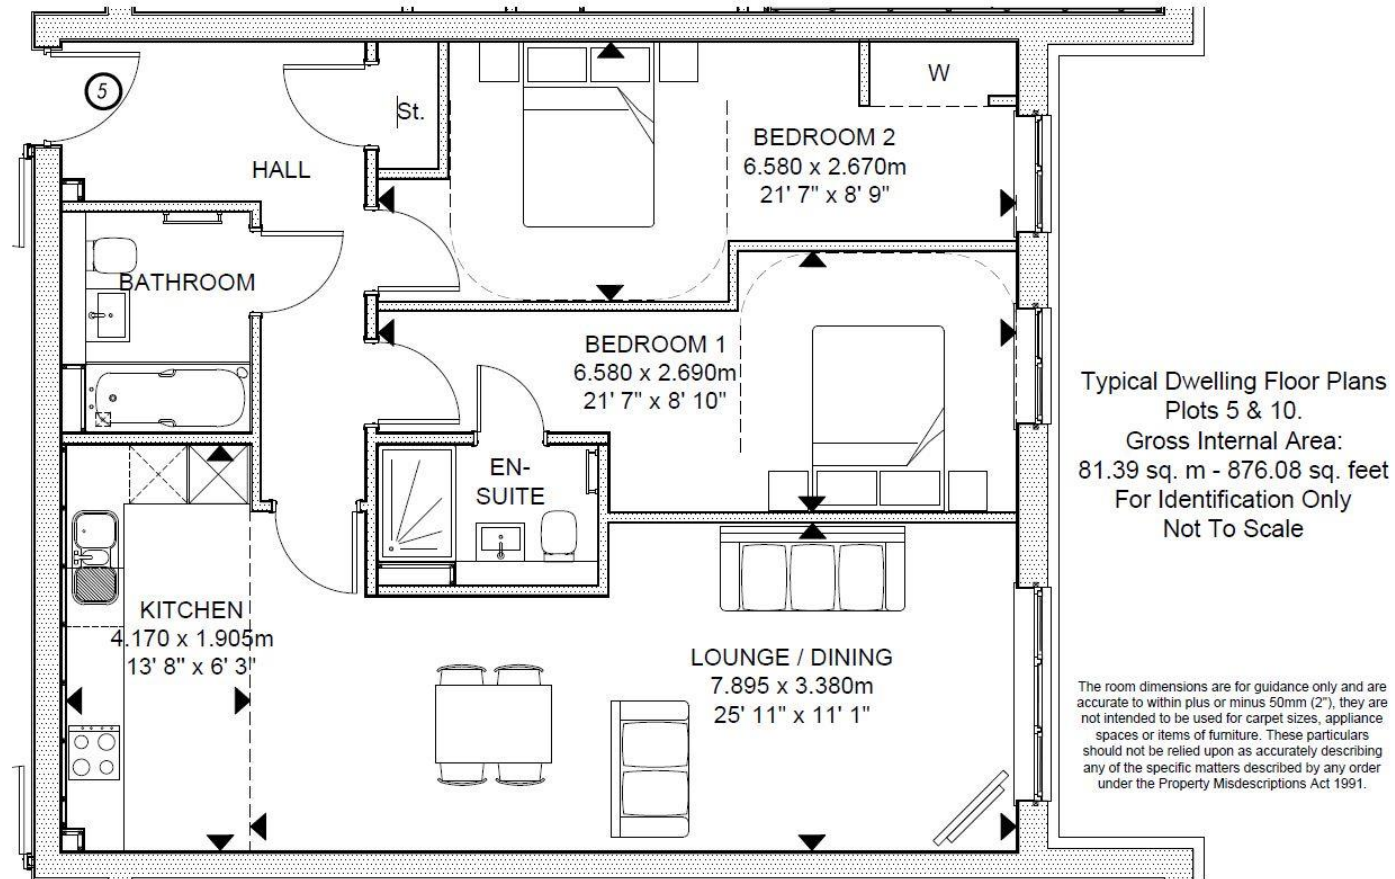 5
St.
W
HALL
BEDROOM 2
6.580 x 2.670m
21' 7" x 8' 9"
BATHROOM
BEDROOM 1
6.580 x 2.690m
21' 7" x 8' 10"
EN-
SUITE
KITCHEN
4.170 x 1.905m
13' 8" x 6' 3"
LOUNGE / DINING
7.895 x 3.380m
25' 11" x 11' 1"
Typical Dwelling Floor Plans
Plots 5 & 10.
Gross Internal Area:
81.39 sq. m - 876.08 sq. feet
For Identification Only
Not To Scale
The room dimensions are for guidance only and are
accurate to within plus or minus 50mm (2"), they are
not intended to be used for carpet sizes, appliance
spaces or items of furniture. These particulars
should not be relied upon as accurately describing
any of the specific matters described by any order
under the Property Misdescriptions Act 1991.